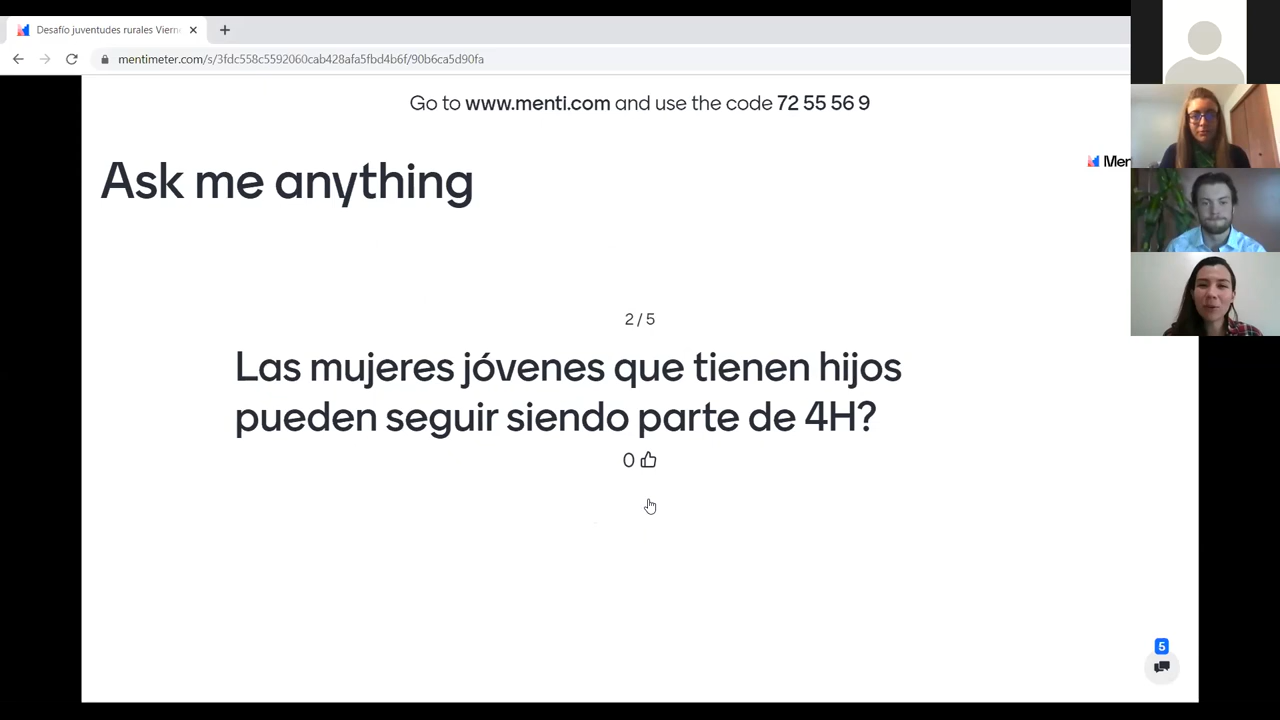 Desafío juventudes rurales Viern
mentimeter.com/s/3fdc558c5592060cab428afa5fbd4b6f/90b6ca5d90fa
Go to www.menti.com and use the code 72 55 56 9
Mer
Ask me anything
2 / 5
Las mujeres jóvenes que tienen hijos
pueden seguir siendo parte de 4H?
0
5